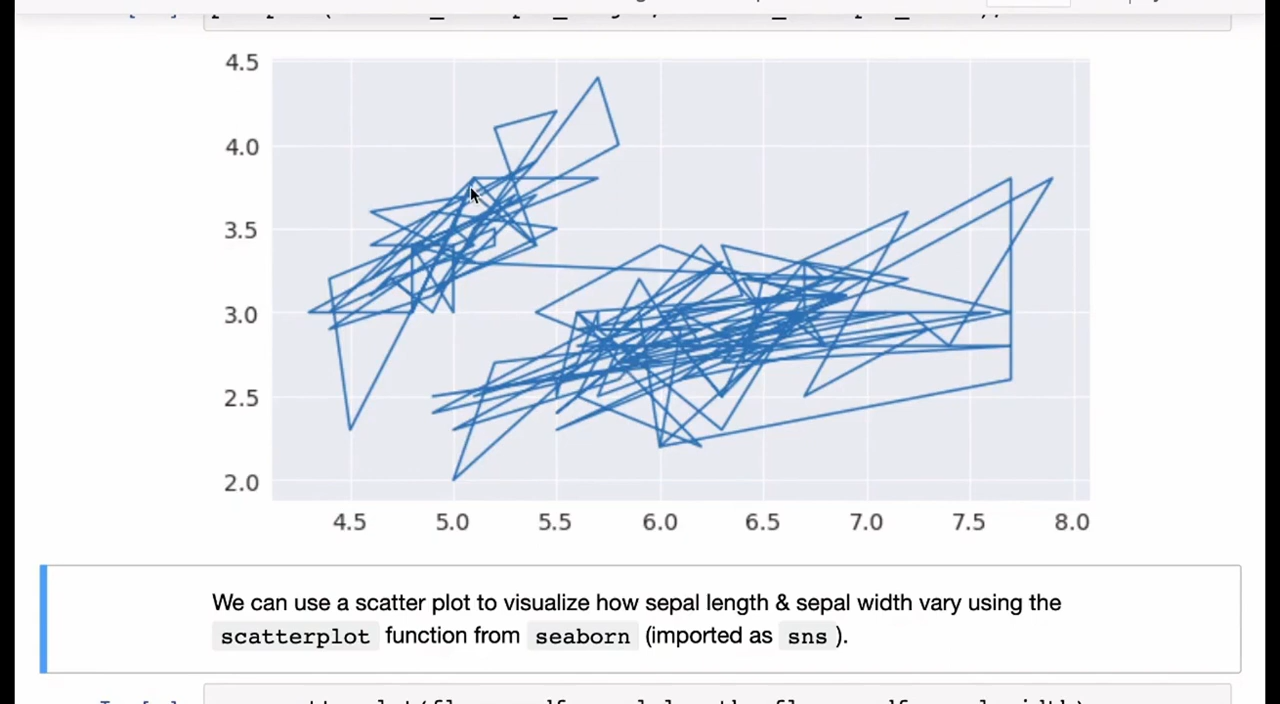 4.5
4.0
3.5
3.0
2.5
2.0
4.5 5.0 5.5 6.0 6.5 7.0 7.5 8.0
We can use a scatter plot to visualize how sepal length & sepal width vary using the
scatterplot function from seaborn (imported as sns ).